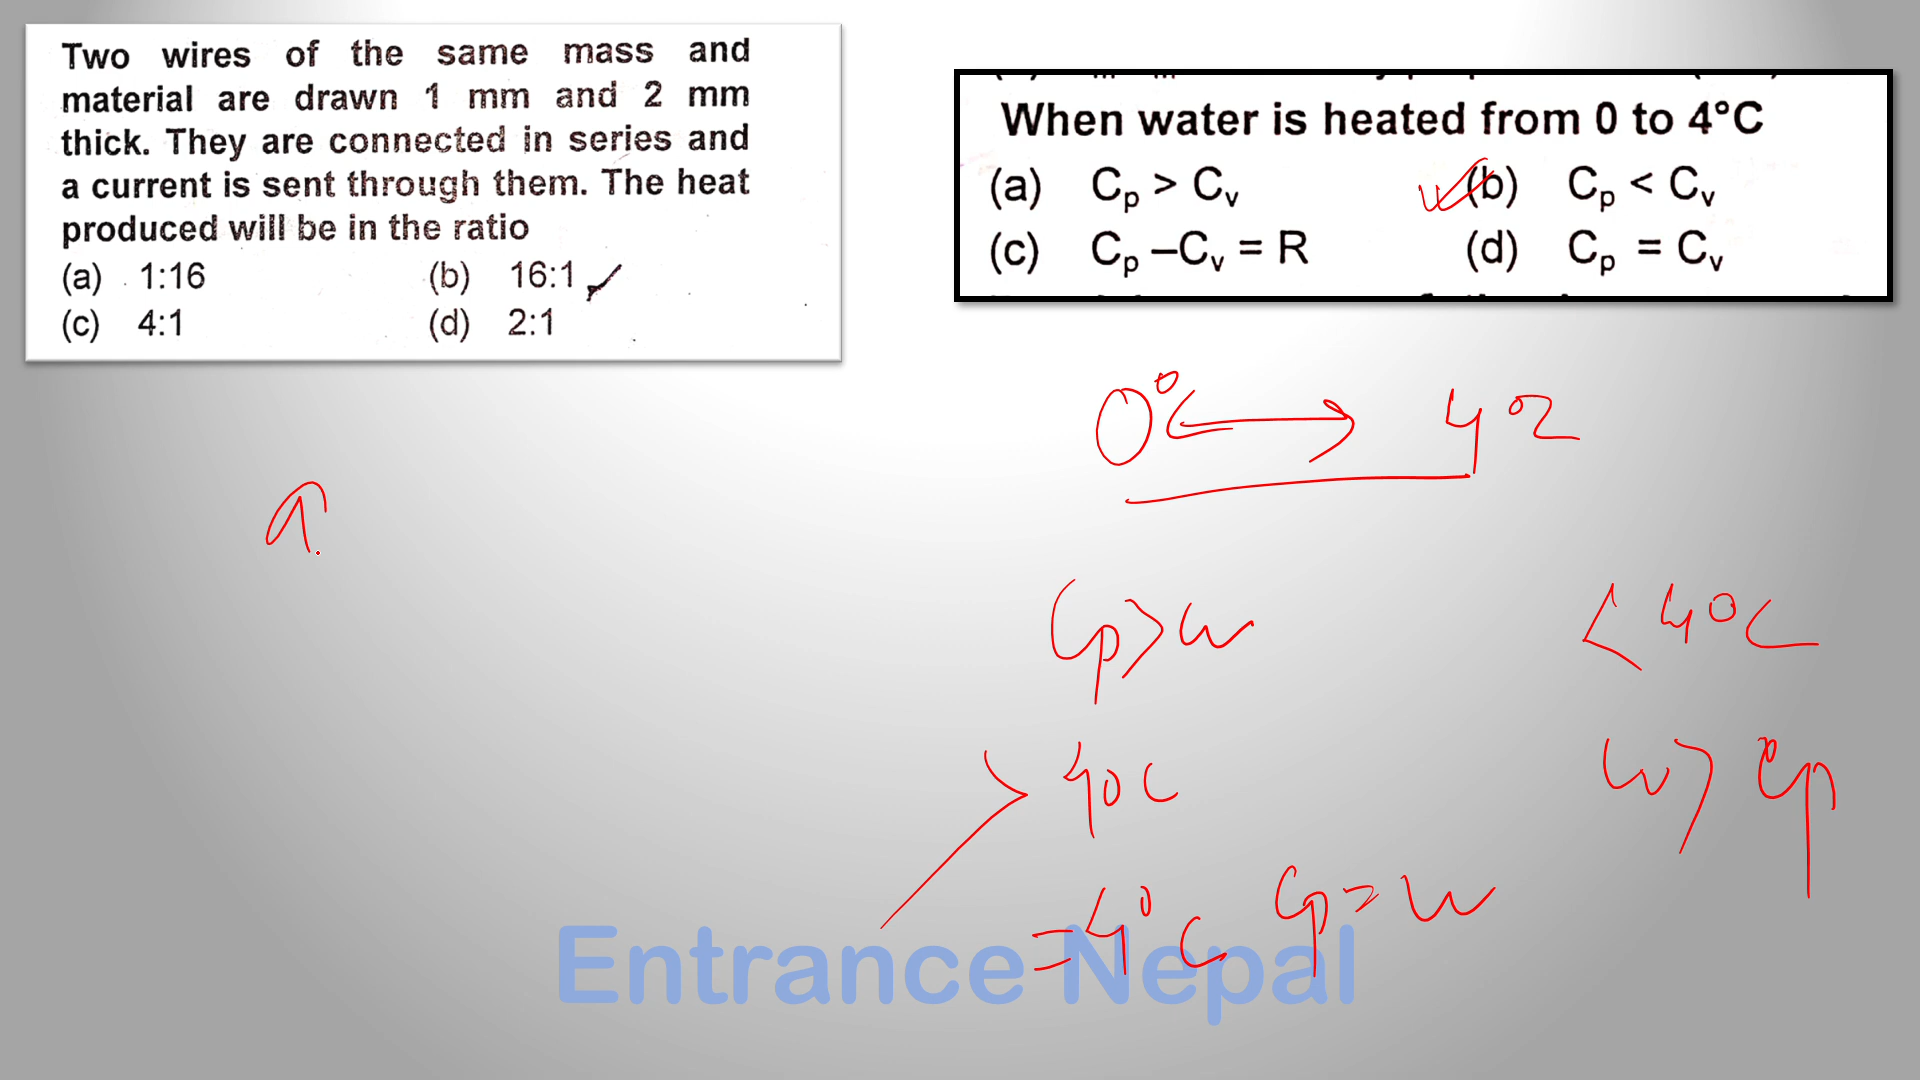 Two wires of the same mass and
material are drawn 1 mm and 2 mm
thick. They are connected in series and
a current is sent through them. The heat
produced will be in the ratio
(a) 1:16 (b) 16:1
(c) 4:1 (d) 2:1
When water is heated from 0 to 4°C
(a) Cp > Cv (b) Cp < Cv
(c) Cp –Cv = R (d) Cp = Cv
0°C → 4°C
Cp > Cv
< 4°C
> 4°C
Cv > Cp
= 4°C Cp = Cv
Entrance Nepal